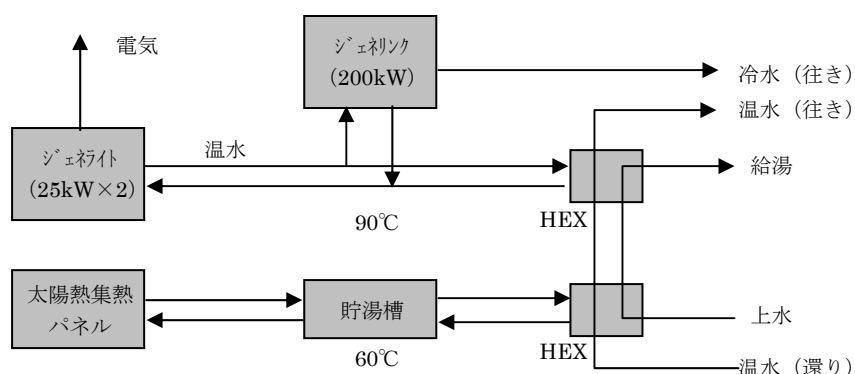 電気
ｼﾞｪﾈﾘﾝｸ
(200kW)
冷水（往き）
温水（往き）
ｼﾞｪﾈﾗｲﾄ
(25kW×2)
温水
給湯
90℃
HEX
太陽熱集熱
パネル
貯湯槽
上水
60℃
HEX
温水（還り）